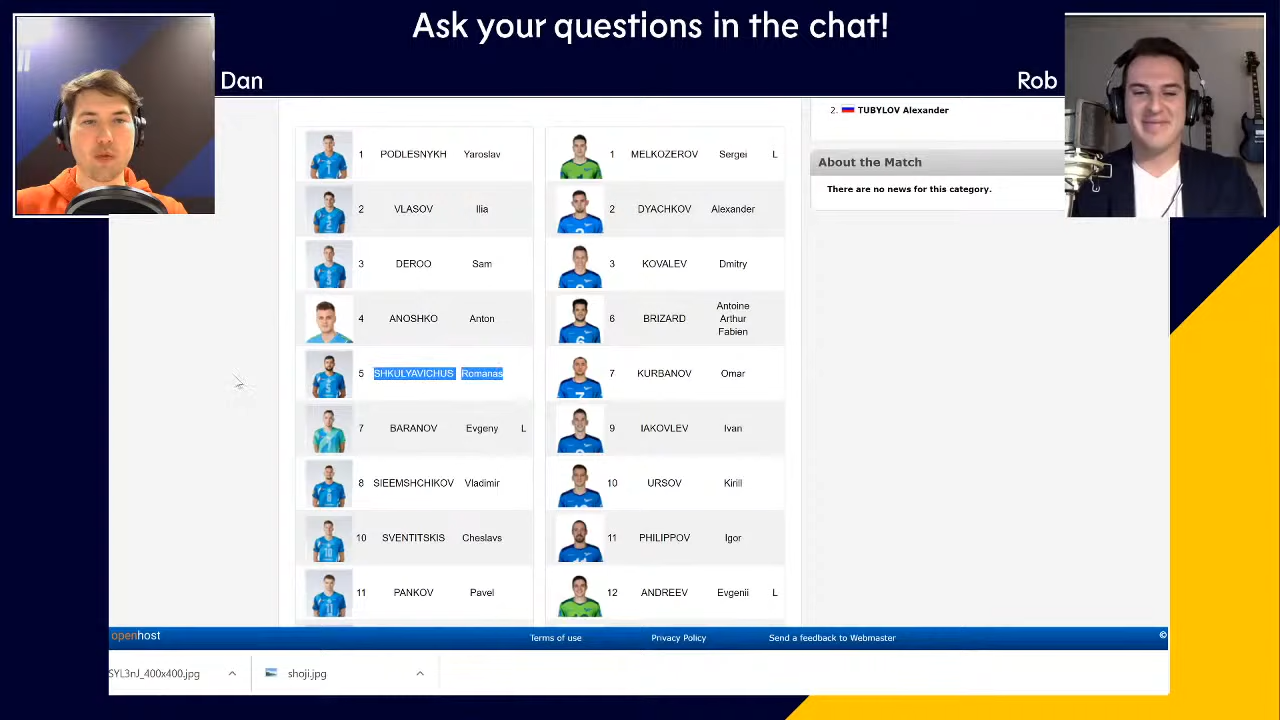 Ask your questions in the chat!
Dan
Rob
2. TUBYLOV Alexander
About the Match
There are no news for this category.
1 PODLESNYKH Yaroslav
2 VLASOV Ilia
3 DEROO Sam
4 ANOSHKO Anton
5 SHKULYAVICHUS Romanas
7 BARANOV Evgeny L
8 SIEEMSHCHIKOV Vladimir
10 SVENTITSKIS Cheslavs
11 PANKOV Pavel
1 MELKOZEROV Sergei L
2 DYACHKOV Alexander
3 KOVALEV Dmitry
6 BRIZARD Antoine
Arthur
Fabien
7 KURBANOV Omar
9 IAKOVLEV Ivan
10 URSOV Kirill
11 PHILIPPOV Igor
12 ANDREEV Evgenii L
openhost
Terms of use
Privacy Policy
Send a feedback to Webmaster
©
SYL3nJ_400x400.jpg
shoji.jpg